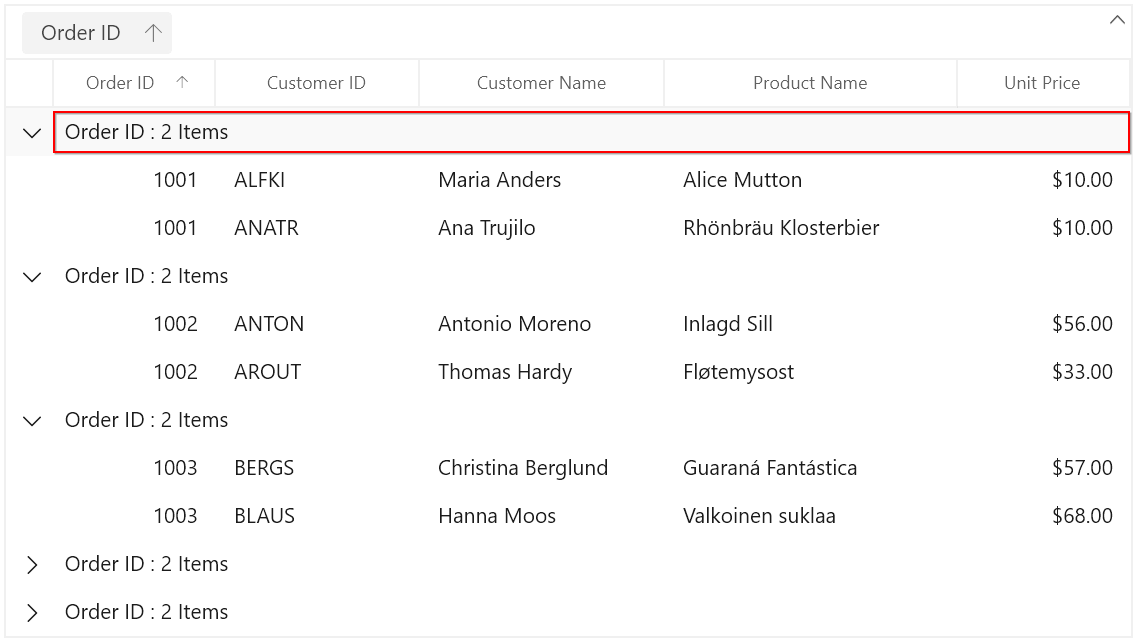 Order ID
Order ID Customer ID Customer Name Product Name Unit Price
Order ID : 2 Items
1001 ALFKI Maria Anders Alice Mutton $10.00
1001 ANATR Ana Trujilo Rhönbräu Klosterbier $10.00
Order ID : 2 Items
1002 ANTON Antonio Moreno Inlagd Sill $56.00
1002 AROUT Thomas Hardy Fløtemysost $33.00
Order ID : 2 Items
1003 BERGS Christina Berglund Guaraná Fantástica $57.00
1003 BLAUS Hanna Moos Valkoinen suklaa $68.00
Order ID : 2 Items
Order ID : 2 Items